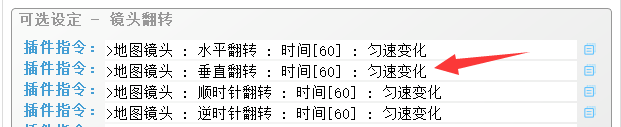 可选设定 - 镜头翻转
插件指令: >地图镜头 : 水平翻转 : 时间[60] : 匀速变化
插件指令: >地图镜头 : 垂直翻转 : 时间[60] : 匀速变化
插件指令: >地图镜头 : 顺时针翻转 : 时间[60] : 匀速变化
插件指令: >地图镜头 : 逆时针翻转 : 时间[60] : 匀速变化